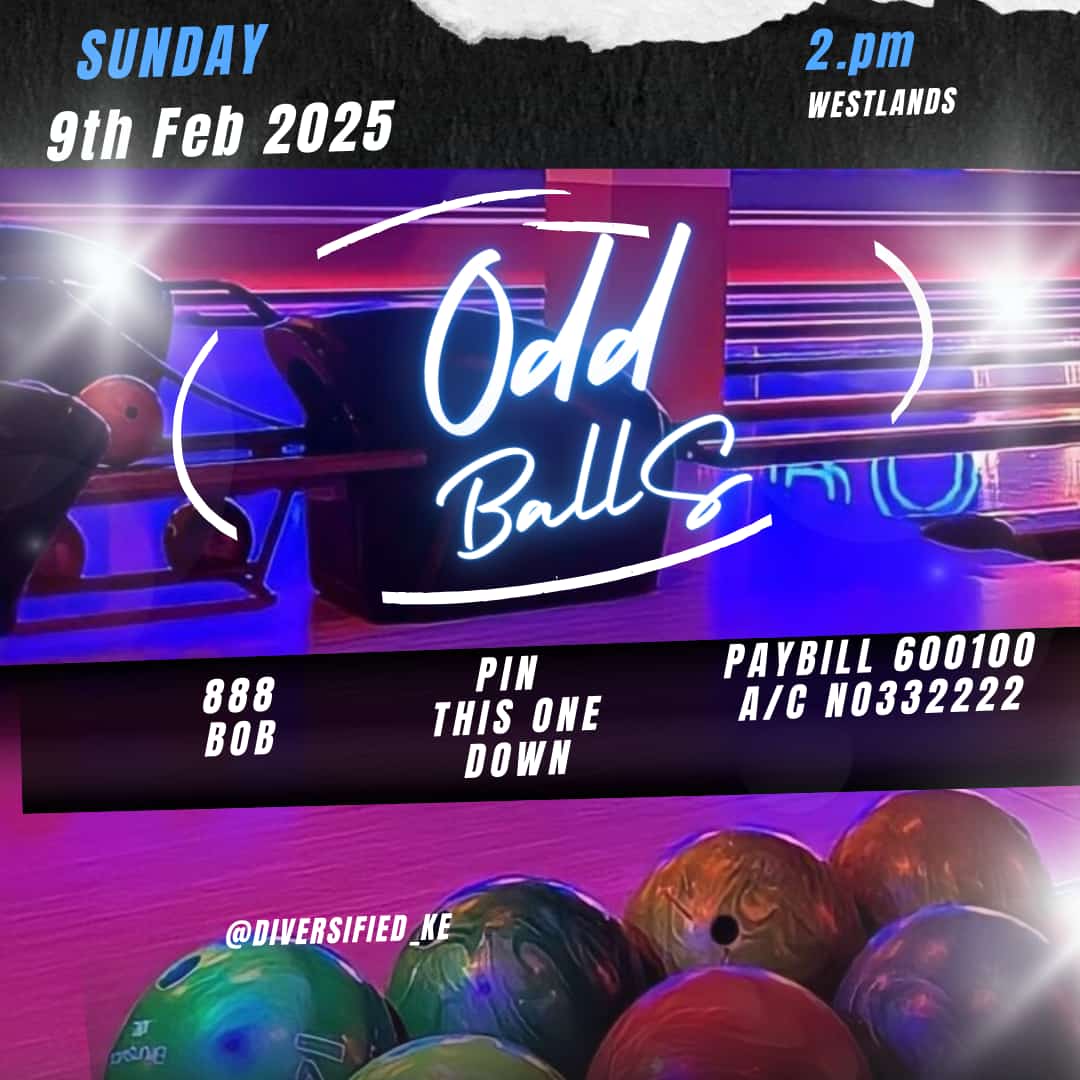 SUNDAY
9th Feb 2025
2.pm
WESTLANDS
Odd
BallS
888
BOB
PIN
THIS ONE
DOWN
PAYBILL 600100
A/C NO332222
@DIVERSIFIED_KE